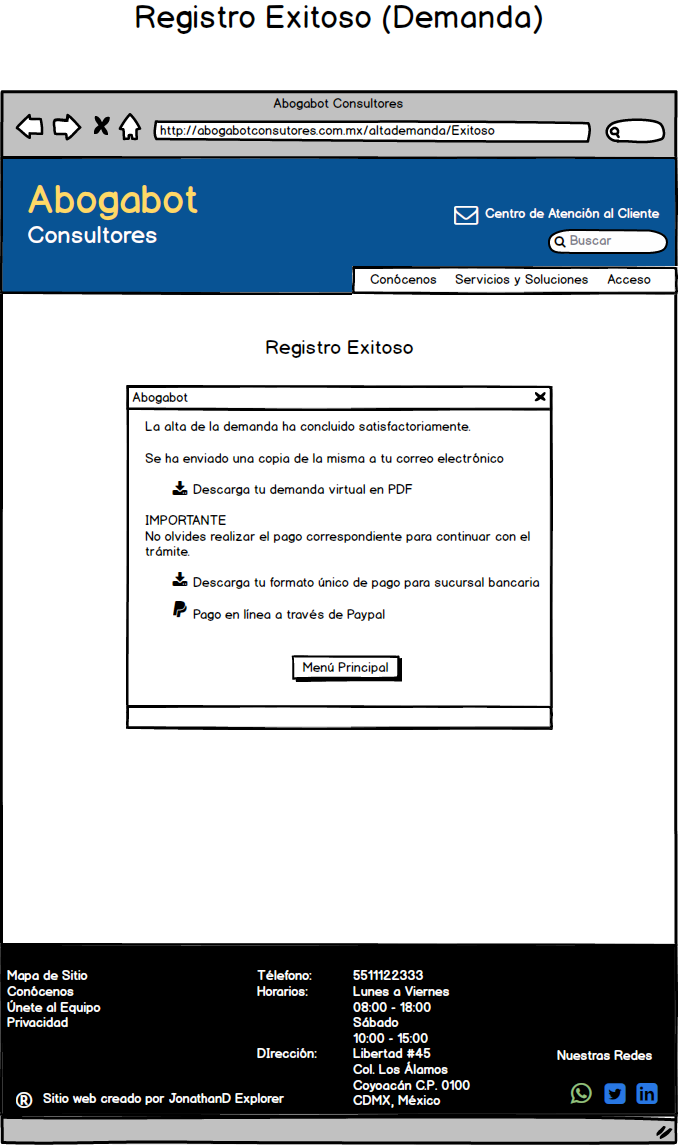 Registro Exitoso (Demanda)
Abogabot Consultores
http://abogabotconsutores.com.mx/altademanda/Exitoso
Abogabot
Consultores
Centro de Atención al Cliente
Buscar
Conócenos Servicios y Soluciones Acceso
Registro Exitoso
Abogabot
La alta de la demanda ha concluido satisfactoriamente.
Se ha enviado una copia de la misma a tu correo electrónico
Descarga tu demanda virtual en PDF
IMPORTANTE
No olvides realizar el pago correspondiente para continuar con el
trámite.
Descarga tu formato único de pago para sucursal bancaria
Pago en línea a través de Paypal
Menú Principal
Mapa de Sitio
Conócenos
Únete al Equipo
Privacidad
Télefono: 5511122333
Horarios: Lunes a Viernes
08:00 - 18:00
Sábado
10:00 - 15:00
DIrección: Libertad #45
Col. Los Álamos
Coyoacán C.P. 0100
CDMX, México
Nuestras Redes
® Sitio web creado por JonathanD Explorer